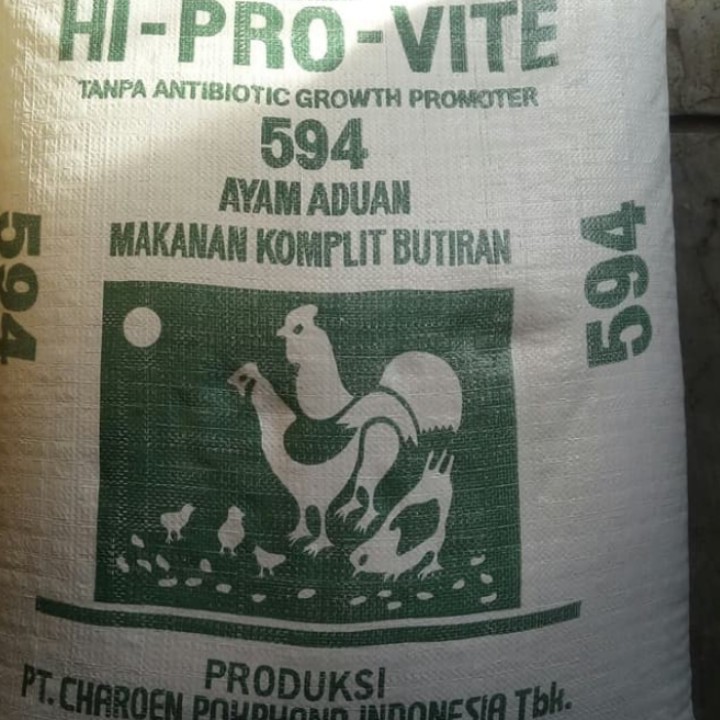 HI-PRO-VITE
TANPA ANTIBIOTIC GROWTH PROMOTER
594
AYAM ADUAN
MAKANAN KOMPLIT BUTIRAN
594
594
PRODUKSI
PT. CHAROEN POKPHAND INDONESIA Tbk.